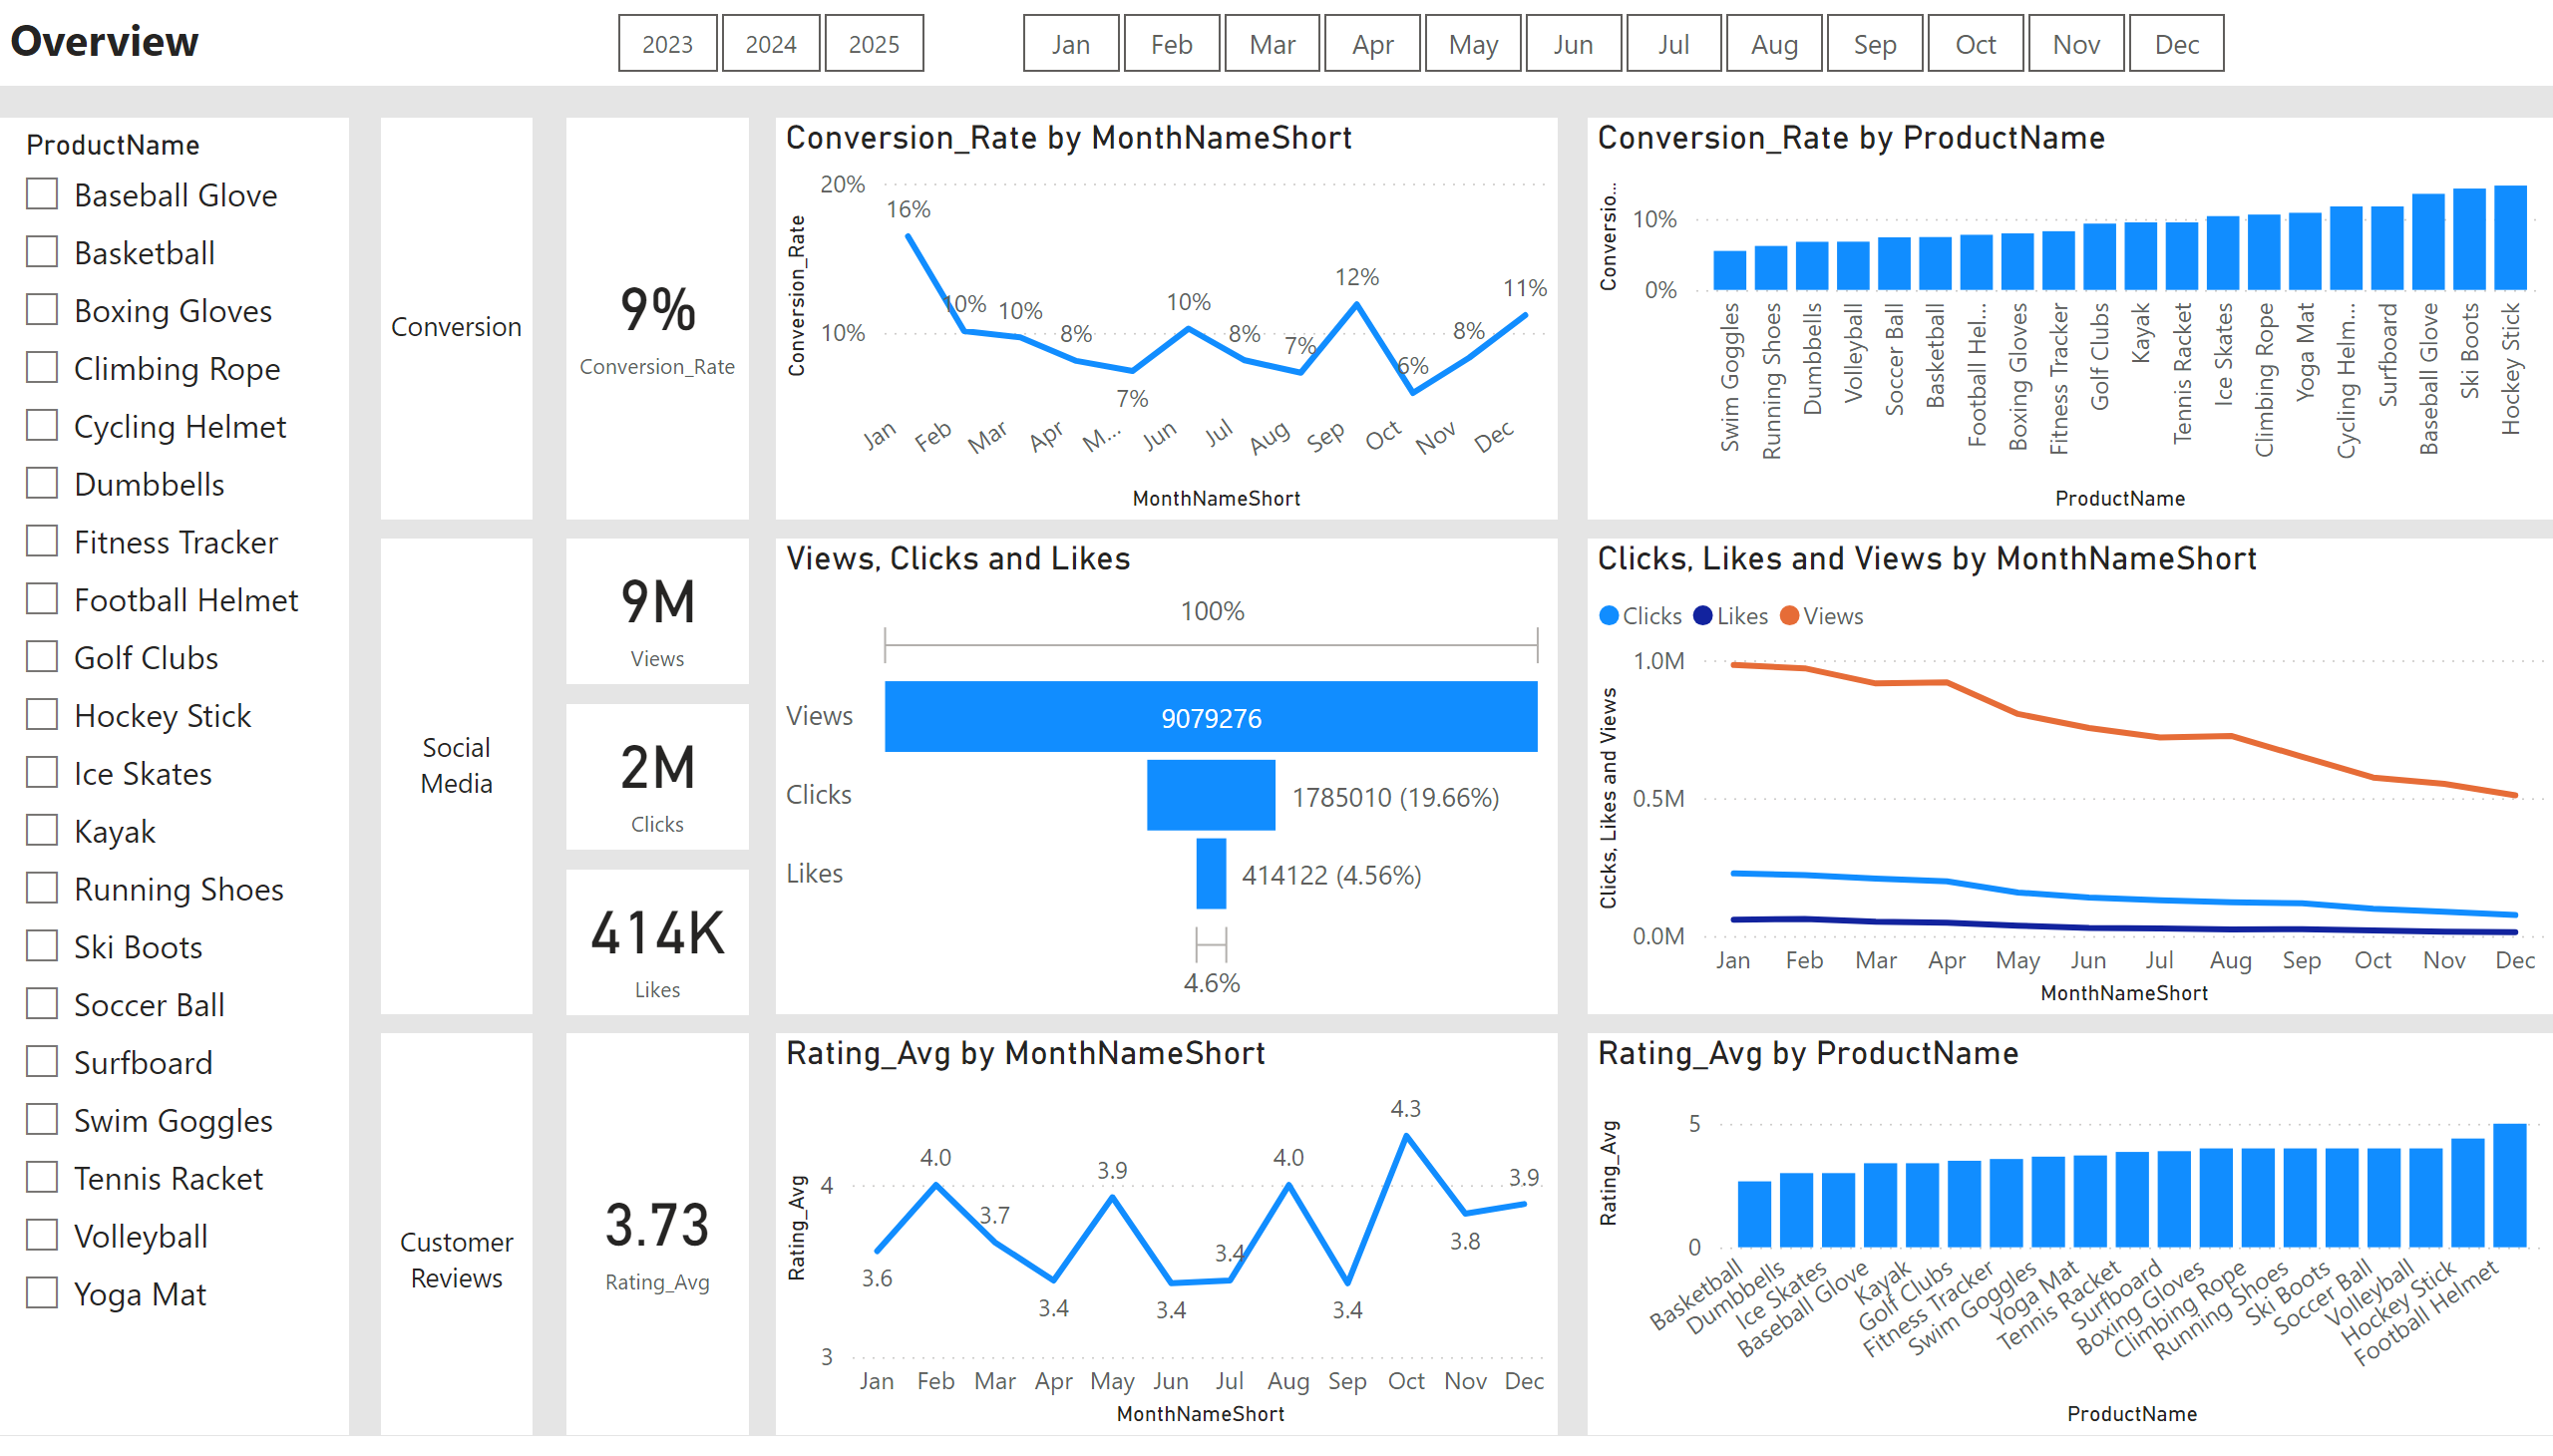 Overview
2023 2024 2025
Jan Feb Mar Apr May Jun Jul Aug Sep Oct Nov Dec
ProductName
Baseball Glove
Basketball
Boxing Gloves
Climbing Rope
Cycling Helmet
Dumbbells
Fitness Tracker
Football Helmet
Golf Clubs
Hockey Stick
Ice Skates
Kayak
Running Shoes
Ski Boots
Soccer Ball
Surfboard
Swim Goggles
Tennis Racket
Volleyball
Yoga Mat
Conversion
9%
Conversion_Rate
Conversion_Rate by MonthNameShort
Conversion_Rate
20%
10%
16% 10% 10% 8% 7% 10% 8% 7% 12% 6% 8% 11%
Jan Feb Mar Apr M... Jun Jul Aug Sep Oct Nov Dec
MonthNameShort
Conversion_Rate by ProductName
Conversio...
10%
0%
Swim Goggles
Running Shoes
Dumbbells
Volleyball
Soccer Ball
Basketball
Football Hel...
Boxing Gloves
Fitness Tracker
Golf Clubs
Kayak
Tennis Racket
Ice Skates
Climbing Rope
Yoga Mat
Cycling Helm...
Surfboard
Baseball Glove
Ski Boots
Hockey Stick
ProductName
Social
Media
9M
Views
2M
Clicks
414K
Likes
Views, Clicks and Likes
100%
Views 9079276
Clicks 1785010 (19.66%)
Likes 414122 (4.56%)
4.6%
Clicks, Likes and Views by MonthNameShort
Clicks Likes Views
Clicks, Likes and Views
1.0M
0.5M
0.0M
Jan Feb Mar Apr May Jun Jul Aug Sep Oct Nov Dec
MonthNameShort
Customer
Reviews
3.73
Rating_Avg
Rating_Avg by MonthNameShort
Rating_Avg
4
3
3.6 4.0 3.7 3.4 3.9 3.4 3.4 4.0 3.4 4.3 3.8 3.9
Jan Feb Mar Apr May Jun Jul Aug Sep Oct Nov Dec
MonthNameShort
Rating_Avg by ProductName
Rating_Avg
5
0
Basketball
Dumbbells
Ice Skates
Baseball Glove
Kayak
Golf Clubs
Fitness Tracker
Swim Goggles
Yoga Mat
Tennis Racket
Surfboard
Boxing Gloves
Climbing Rope
Running Shoes
Ski Boots
Soccer Ball
Volleyball
Hockey Stick
Football Helmet
ProductName